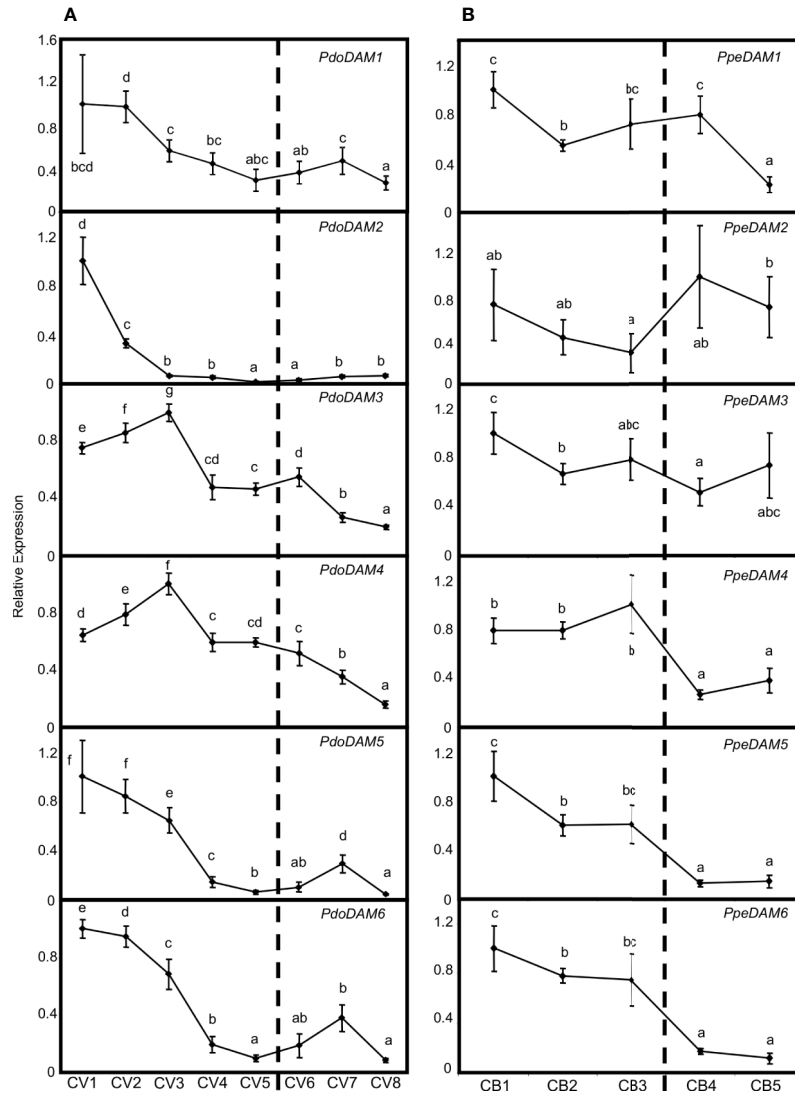 A
B
Relative Expression
PdoDAM1
1.6
1.2
0.8
0.4
0
bcd
d
c
bc
abc
ab
c
a
PdoDAM2
1.2
0.8
0.4
0
d
c
b
b
a
a
b
b
PdoDAM3
0.8
0.4
0
e
f
g
cd
c
d
b
a
PdoDAM4
0.8
0.4
0
d
e
f
c
cd
c
b
a
PdoDAM5
1.2
0.8
0.4
0
f
f
e
c
b
ab
d
a
PdoDAM6
0.8
0.4
0
e
d
c
b
a
ab
b
a
CV1 CV2 CV3 CV4 CV5 CV6 CV7 CV8
PpeDAM1
1.2
0.8
0.4
0
c
b
bc
c
a
PpeDAM2
1.2
0.8
0.4
0
ab
ab
a
ab
b
PpeDAM3
1.2
0.8
0.4
0
c
b
abc
a
abc
PpeDAM4
1.2
0.8
0.4
0
b
b
b
a
a
PpeDAM5
1.2
0.8
0.4
0
c
b
bc
a
a
PpeDAM6
1.2
0.8
0.4
0
c
b
bc
a
a
CB1 CB2 CB3 CB4 CB5